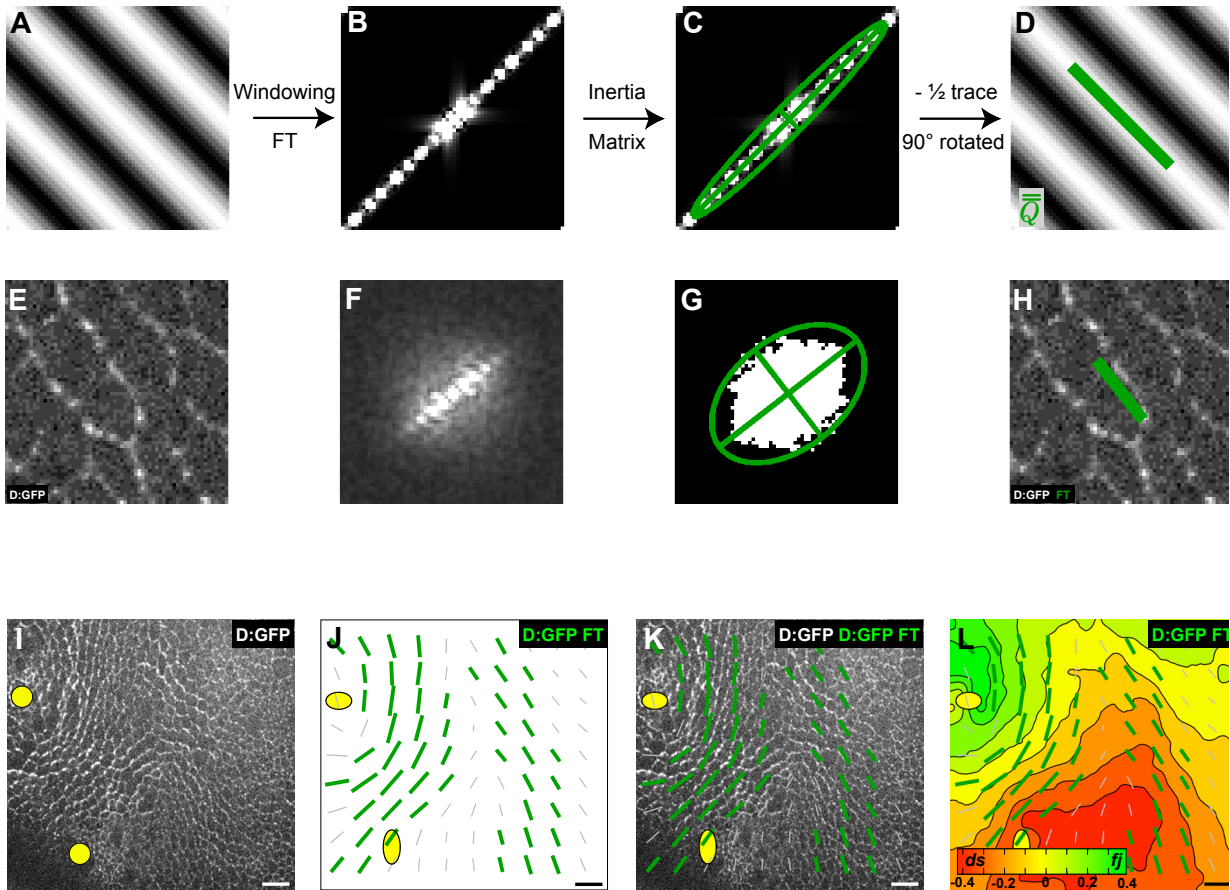 A
B
C
D
Windowing
FT
Inertia
Matrix
- ½ trace
90° rotated
Q
E
F
G
H
D:GFP
D:GFP FT
I
D:GFP
J
D:GFP FT
K
D:GFP D:GFP FT
L
D:GFP FT
ds
fj
-0.4
-0.2
0
0.2
0.4